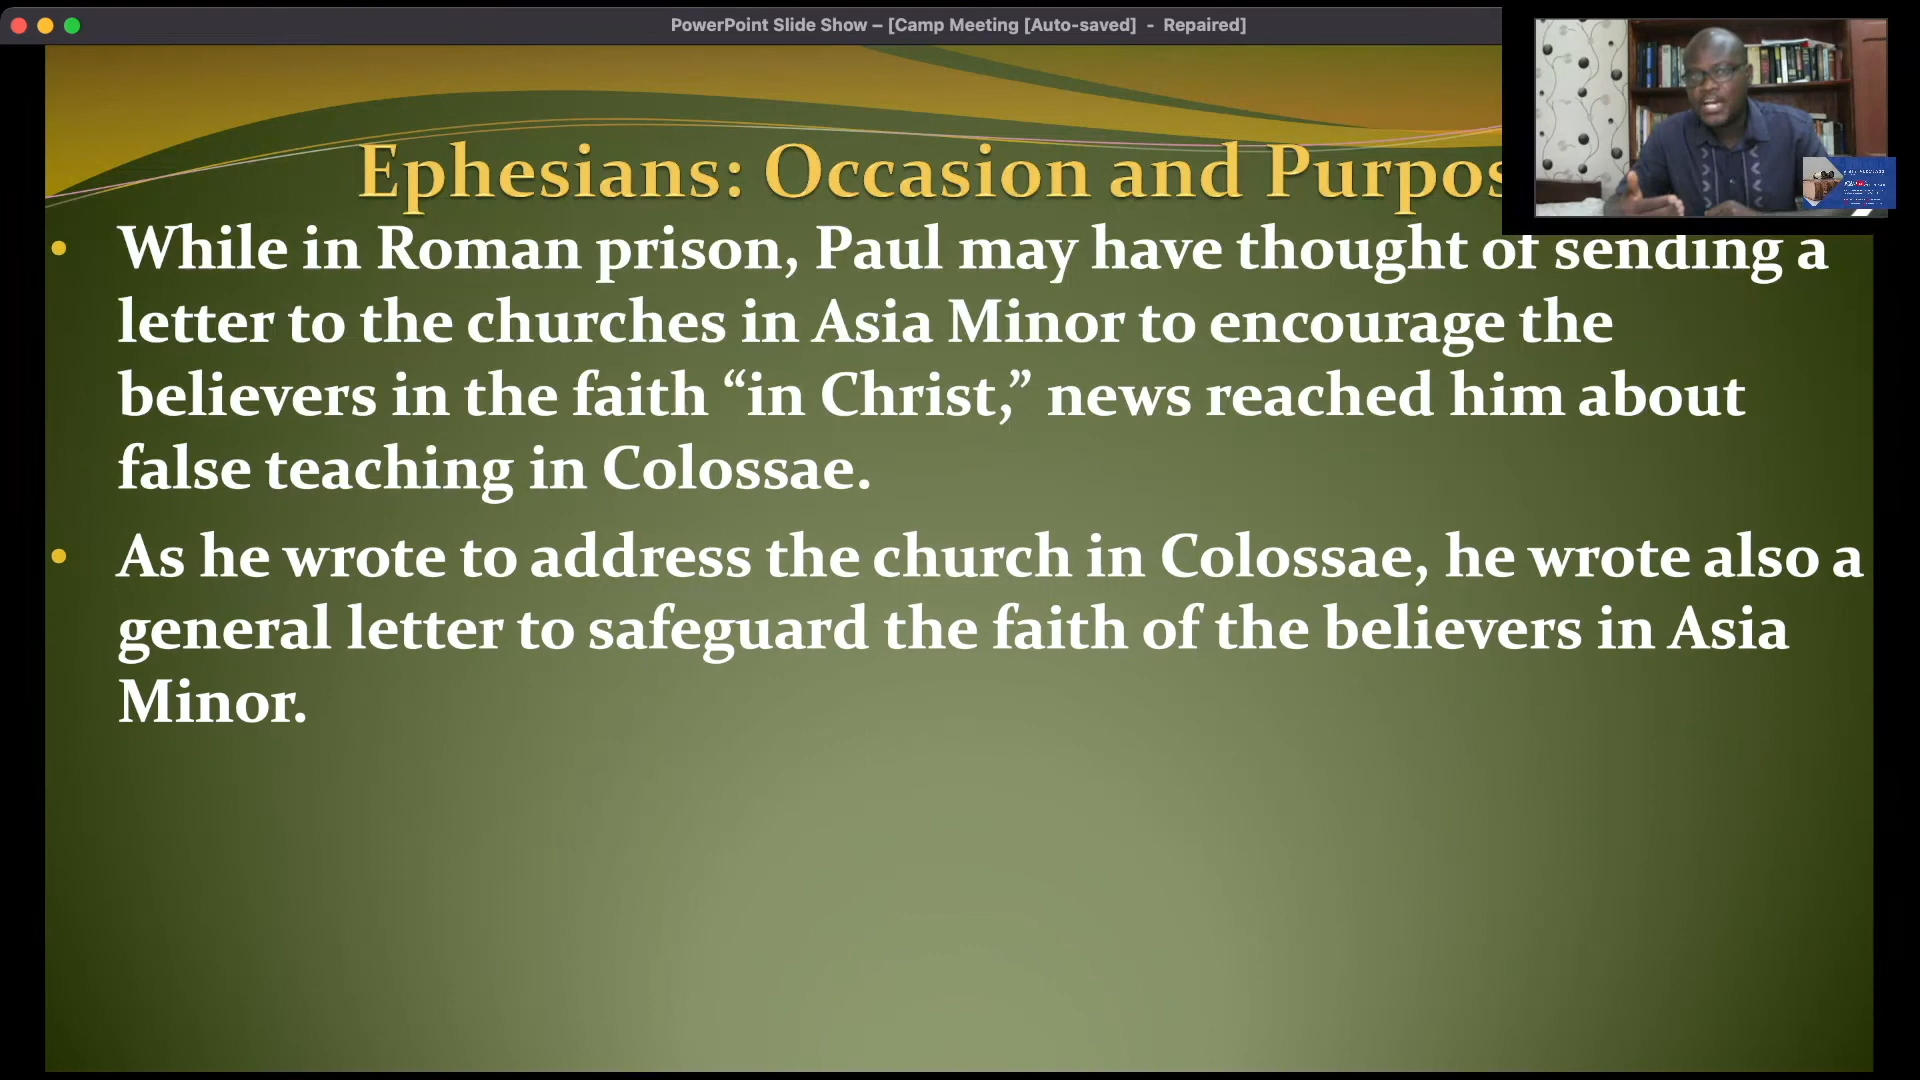 PowerPoint Slide Show – [Camp Meeting [Auto-saved]  -  Repaired]
Ephesians: Occasion and Purpos
• While in Roman prison, Paul may have thought of sending a
letter to the churches in Asia Minor to encourage the
believers in the faith “in Christ,” news reached him about
false teaching in Colossae.
• As he wrote to address the church in Colossae, he wrote also a
general letter to safeguard the faith of the believers in Asia
Minor.